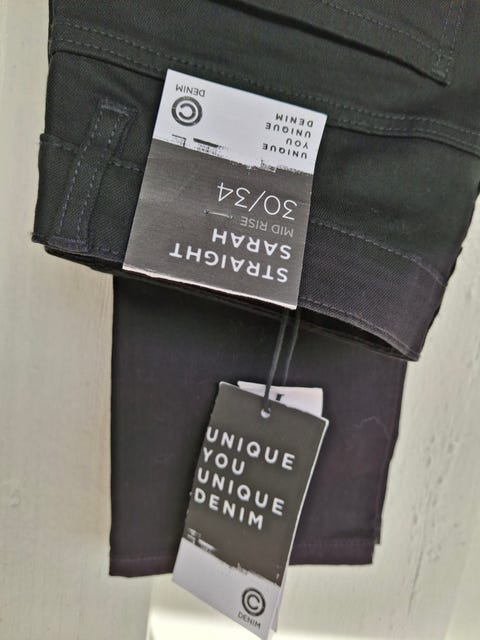 STRAIGHT
SARAH
MID RISE
30/34
UNIQUE
YOU
UNIQUE
DENIM
C
DENIM
UNIQUE
YOU
UNIQUE
DENIM
C
DENIM